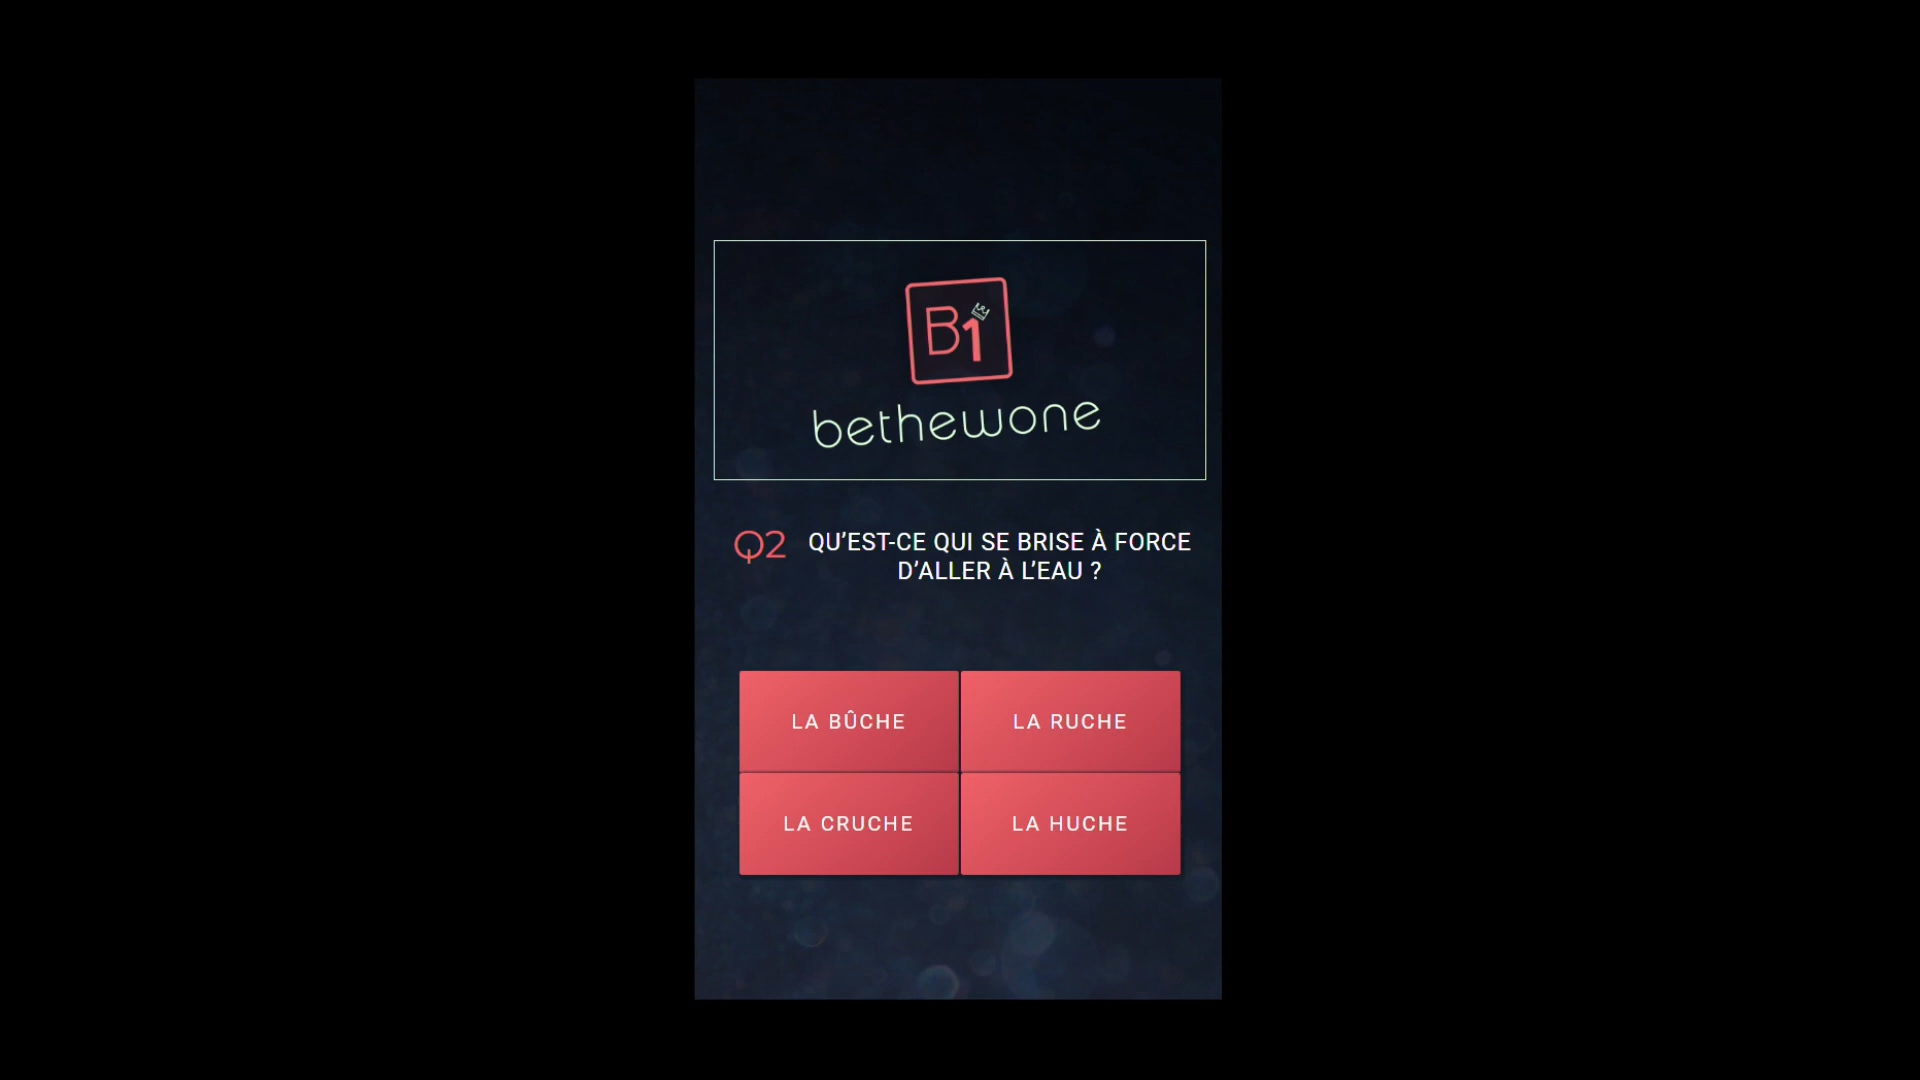 B1
bethewone
Q2 QU’EST-CE QUI SE BRISE À FORCE
D’ALLER À L’EAU ?
LA BÛCHE
LA RUCHE
LA CRUCHE
LA HUCHE